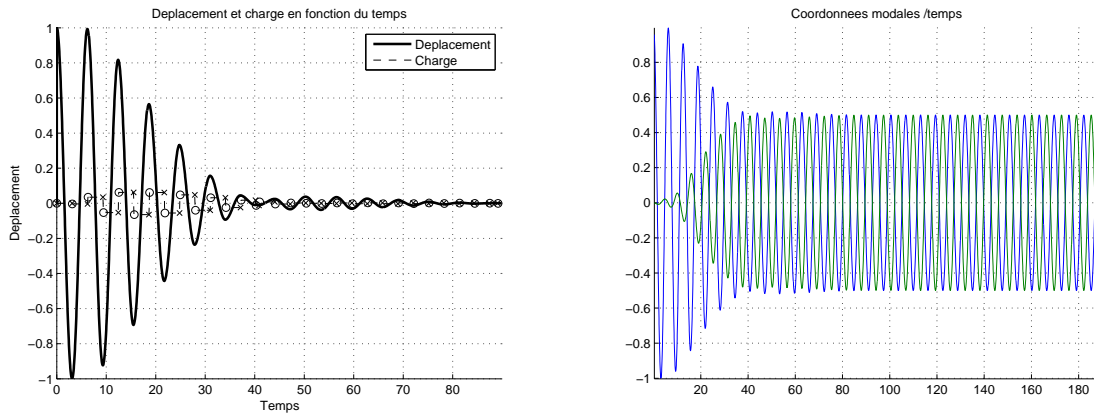 Deplacement et charge en fonction du temps
1
0.8
0.6
0.4
0.2
0
−0.2
−0.4
−0.6
−0.8
−1
Deplacement
Deplacement
Charge
0 10 20 30 40 50 60 70 80
Temps
Coordonnees modales /temps
0.8
0.6
0.4
0.2
0
−0.2
−0.4
−0.6
−0.8
−1
20 40 60 80 100 120 140 160 180